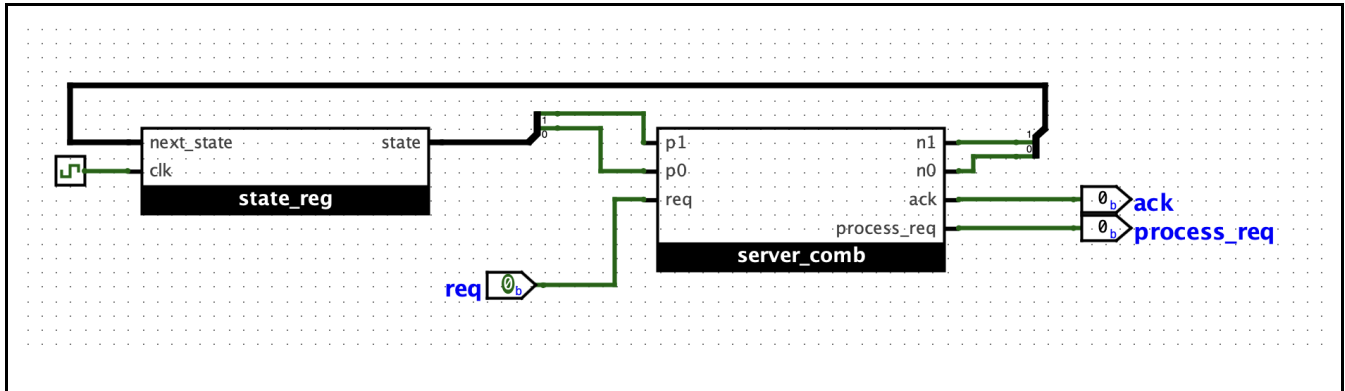 next_state state
clk
state_reg
1
0
p1 n1
p0 n0
req ack
process_req
server_comb
1
0
0b ack
0b process_req
req 0b